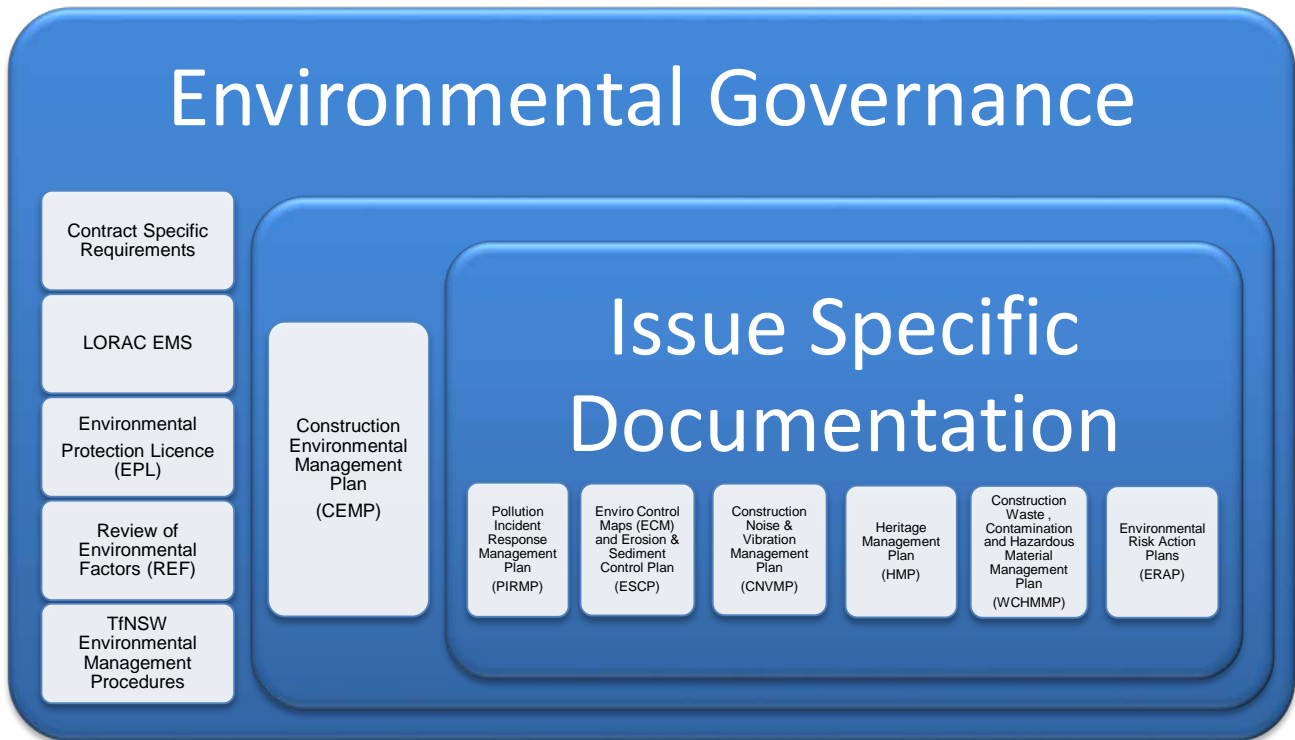 Environmental Governance
Contract Specific
Requirements
LORAC EMS
Environmental
Protection Licence
(EPL)
Review of
Environmental
Factors (REF)
TfNSW
Environmental
Management
Procedures
Construction
Environmental
Management
Plan
(CEMP)
Issue Specific
Documentation
Pollution
Incident
Response
Management
Plan
(PIRMP)
Enviro Control
Maps (ECM)
and Erosion &
Sediment
Control Plan
(ESCP)
Construction
Noise &
Vibration
Management
Plan
(CNVMP)
Heritage
Management
Plan
(HMP)
Construction
Waste ,
Contamination
and Hazardous
Material
Management
Plan
(WCHMMP)
Environmental
Risk Action
Plans
(ERAP)